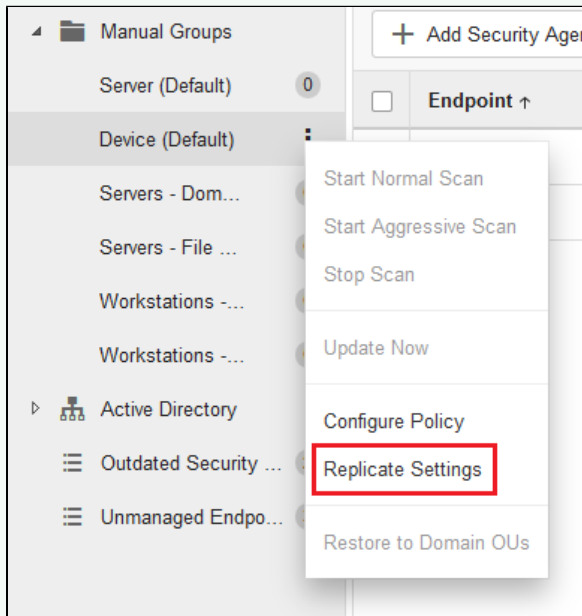 Manual Groups
+ Add Security Ager
Server (Default) 0
Endpoint ↑
Device (Default)
Start Normal Scan
Servers - Dom...
Start Aggressive Scan
Servers - File ...
Stop Scan
Workstations -...
Update Now
Workstations -...
Active Directory
Configure Policy
Outdated Security ...
Replicate Settings
Unmanaged Endpo...
Restore to Domain OUs